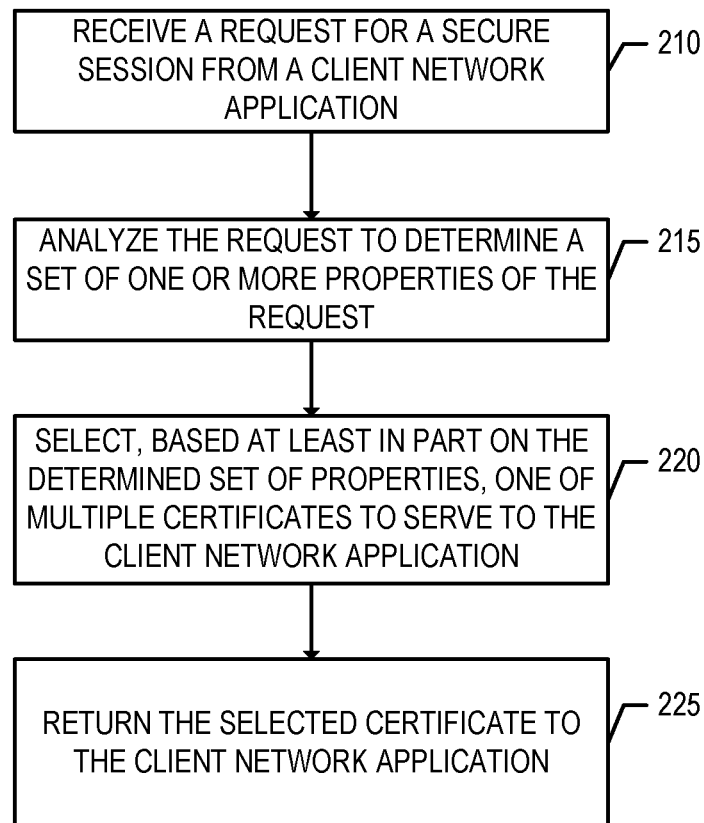 RECEIVE A REQUEST FOR A SECURE
SESSION FROM A CLIENT NETWORK
APPLICATION
210
ANALYZE THE REQUEST TO DETERMINE A
SET OF ONE OR MORE PROPERTIES OF THE
REQUEST
215
SELECT, BASED AT LEAST IN PART ON THE
DETERMINED SET OF PROPERTIES, ONE OF
MULTIPLE CERTIFICATES TO SERVE TO THE
CLIENT NETWORK APPLICATION
220
RETURN THE SELECTED CERTIFICATE TO
THE CLIENT NETWORK APPLICATION
225